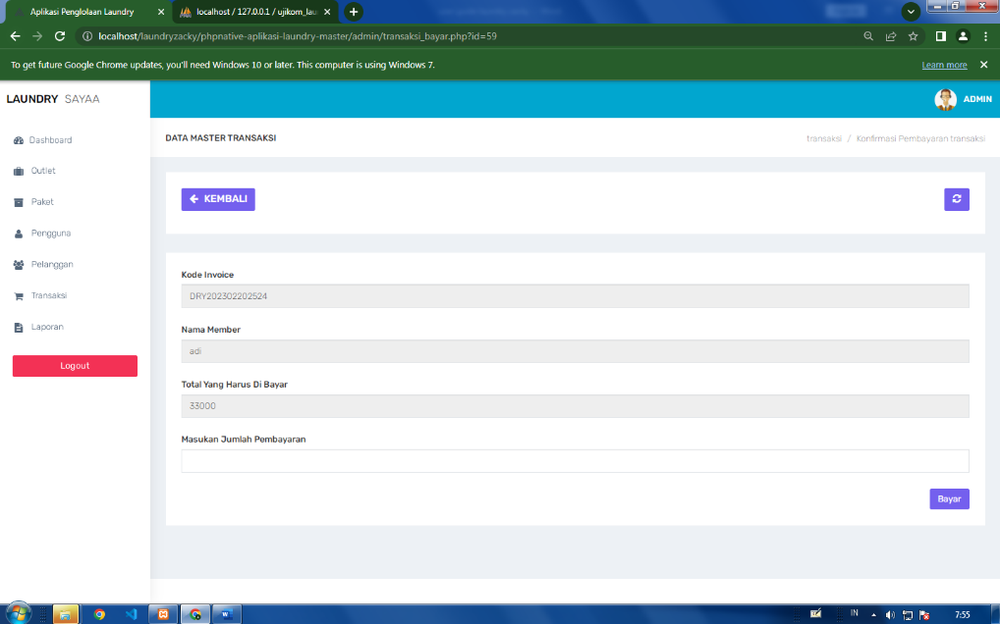 Aplikasi Penglolaan Laundry
localhost / 127.0.0.1 / ujikom_lau
localhost/laundryzacky/phpnative-aplikasi-laundry-master/admin/transaksi_bayar.php?id=59
To get future Google Chrome updates, you'll need Windows 10 or later. This computer is using Windows 7.
Learn more
LAUNDRY SAYAA
ADMIN
DATA MASTER TRANSAKSI
transaksi / Konfirmasi Pembayaran transaksi
Dashboard
Outlet
Paket
Pengguna
Pelanggan
Transaksi
Laporan
Logout
KEMBALI
Kode Invoice
DRY202302202524
Nama Member
adi
Total Yang Harus Di Bayar
33000
Masukan Jumlah Pembayaran
Bayar
IN
7:55